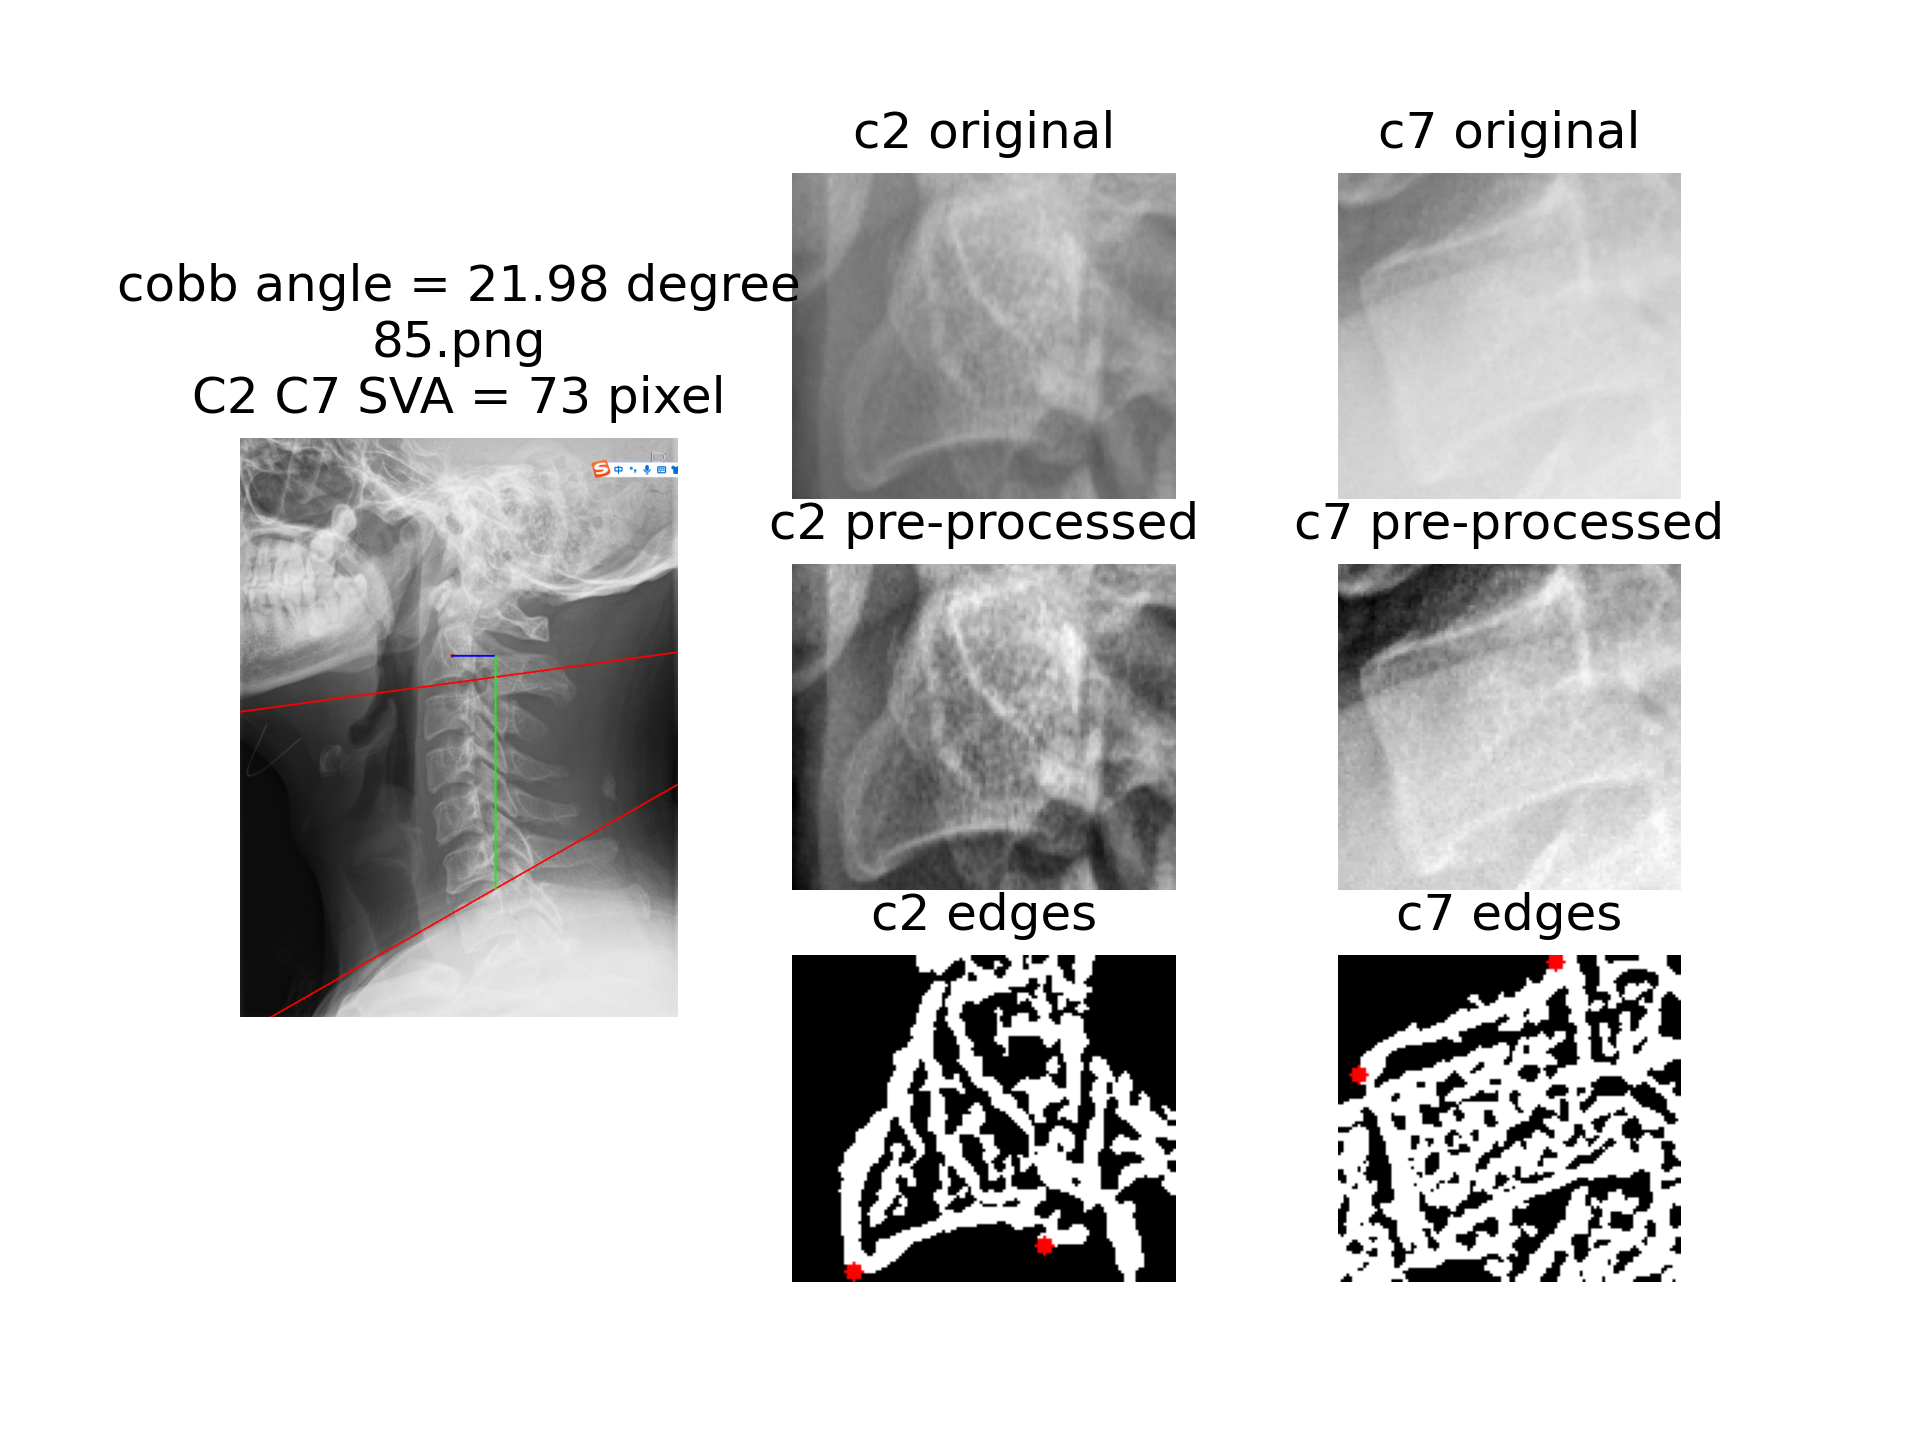 cobb angle = 21.98 degree
85.png
C2 C7 SVA = 73 pixel
S 中
c2 original
c7 original
c2 pre-processed
c7 pre-processed
c2 edges
c7 edges